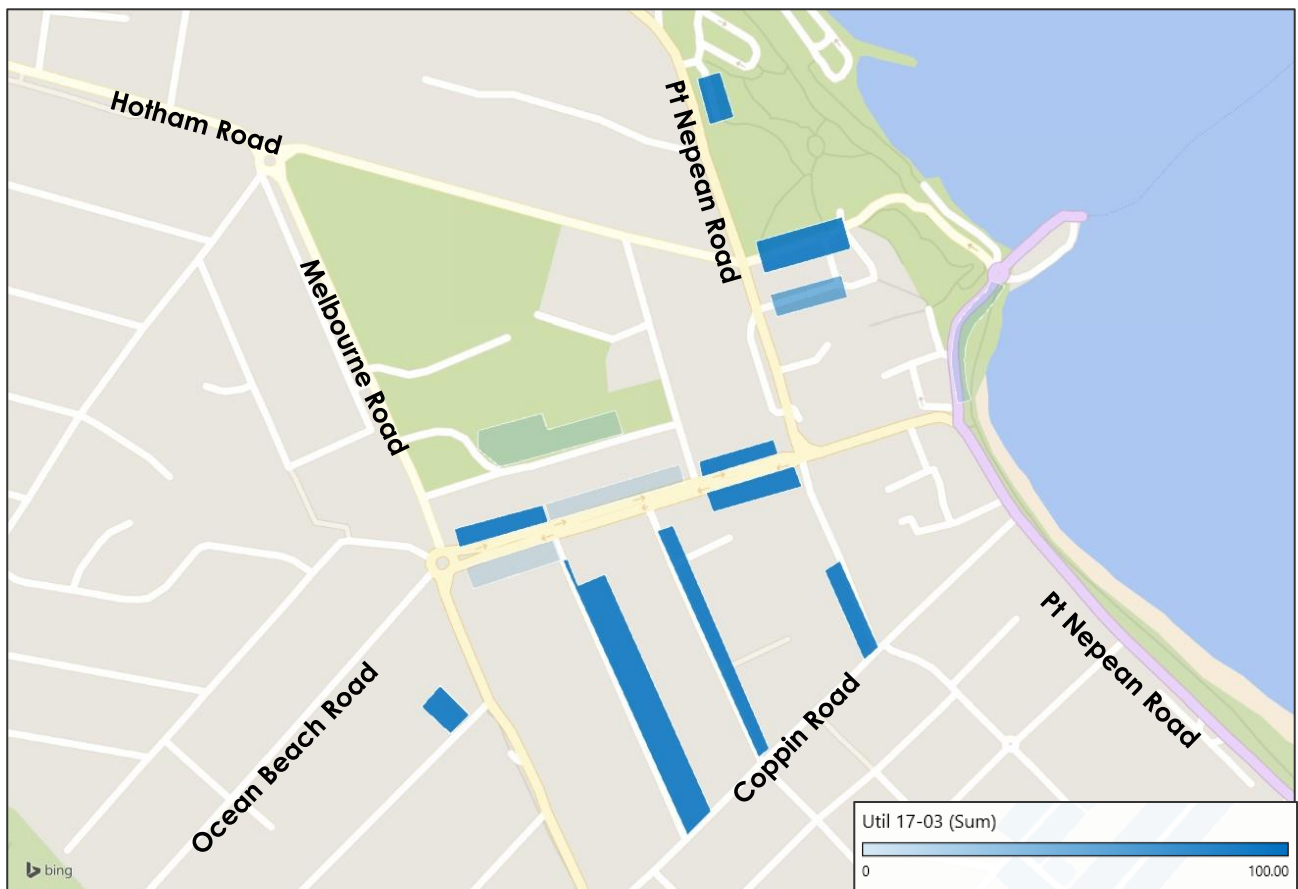 Hotham Road
Pt Nepean Road
Melbourne Road
Pt Nepean Road
Ocean Beach Road
Coppin Road
Util 17-03 (Sum)
0
100.00
bing